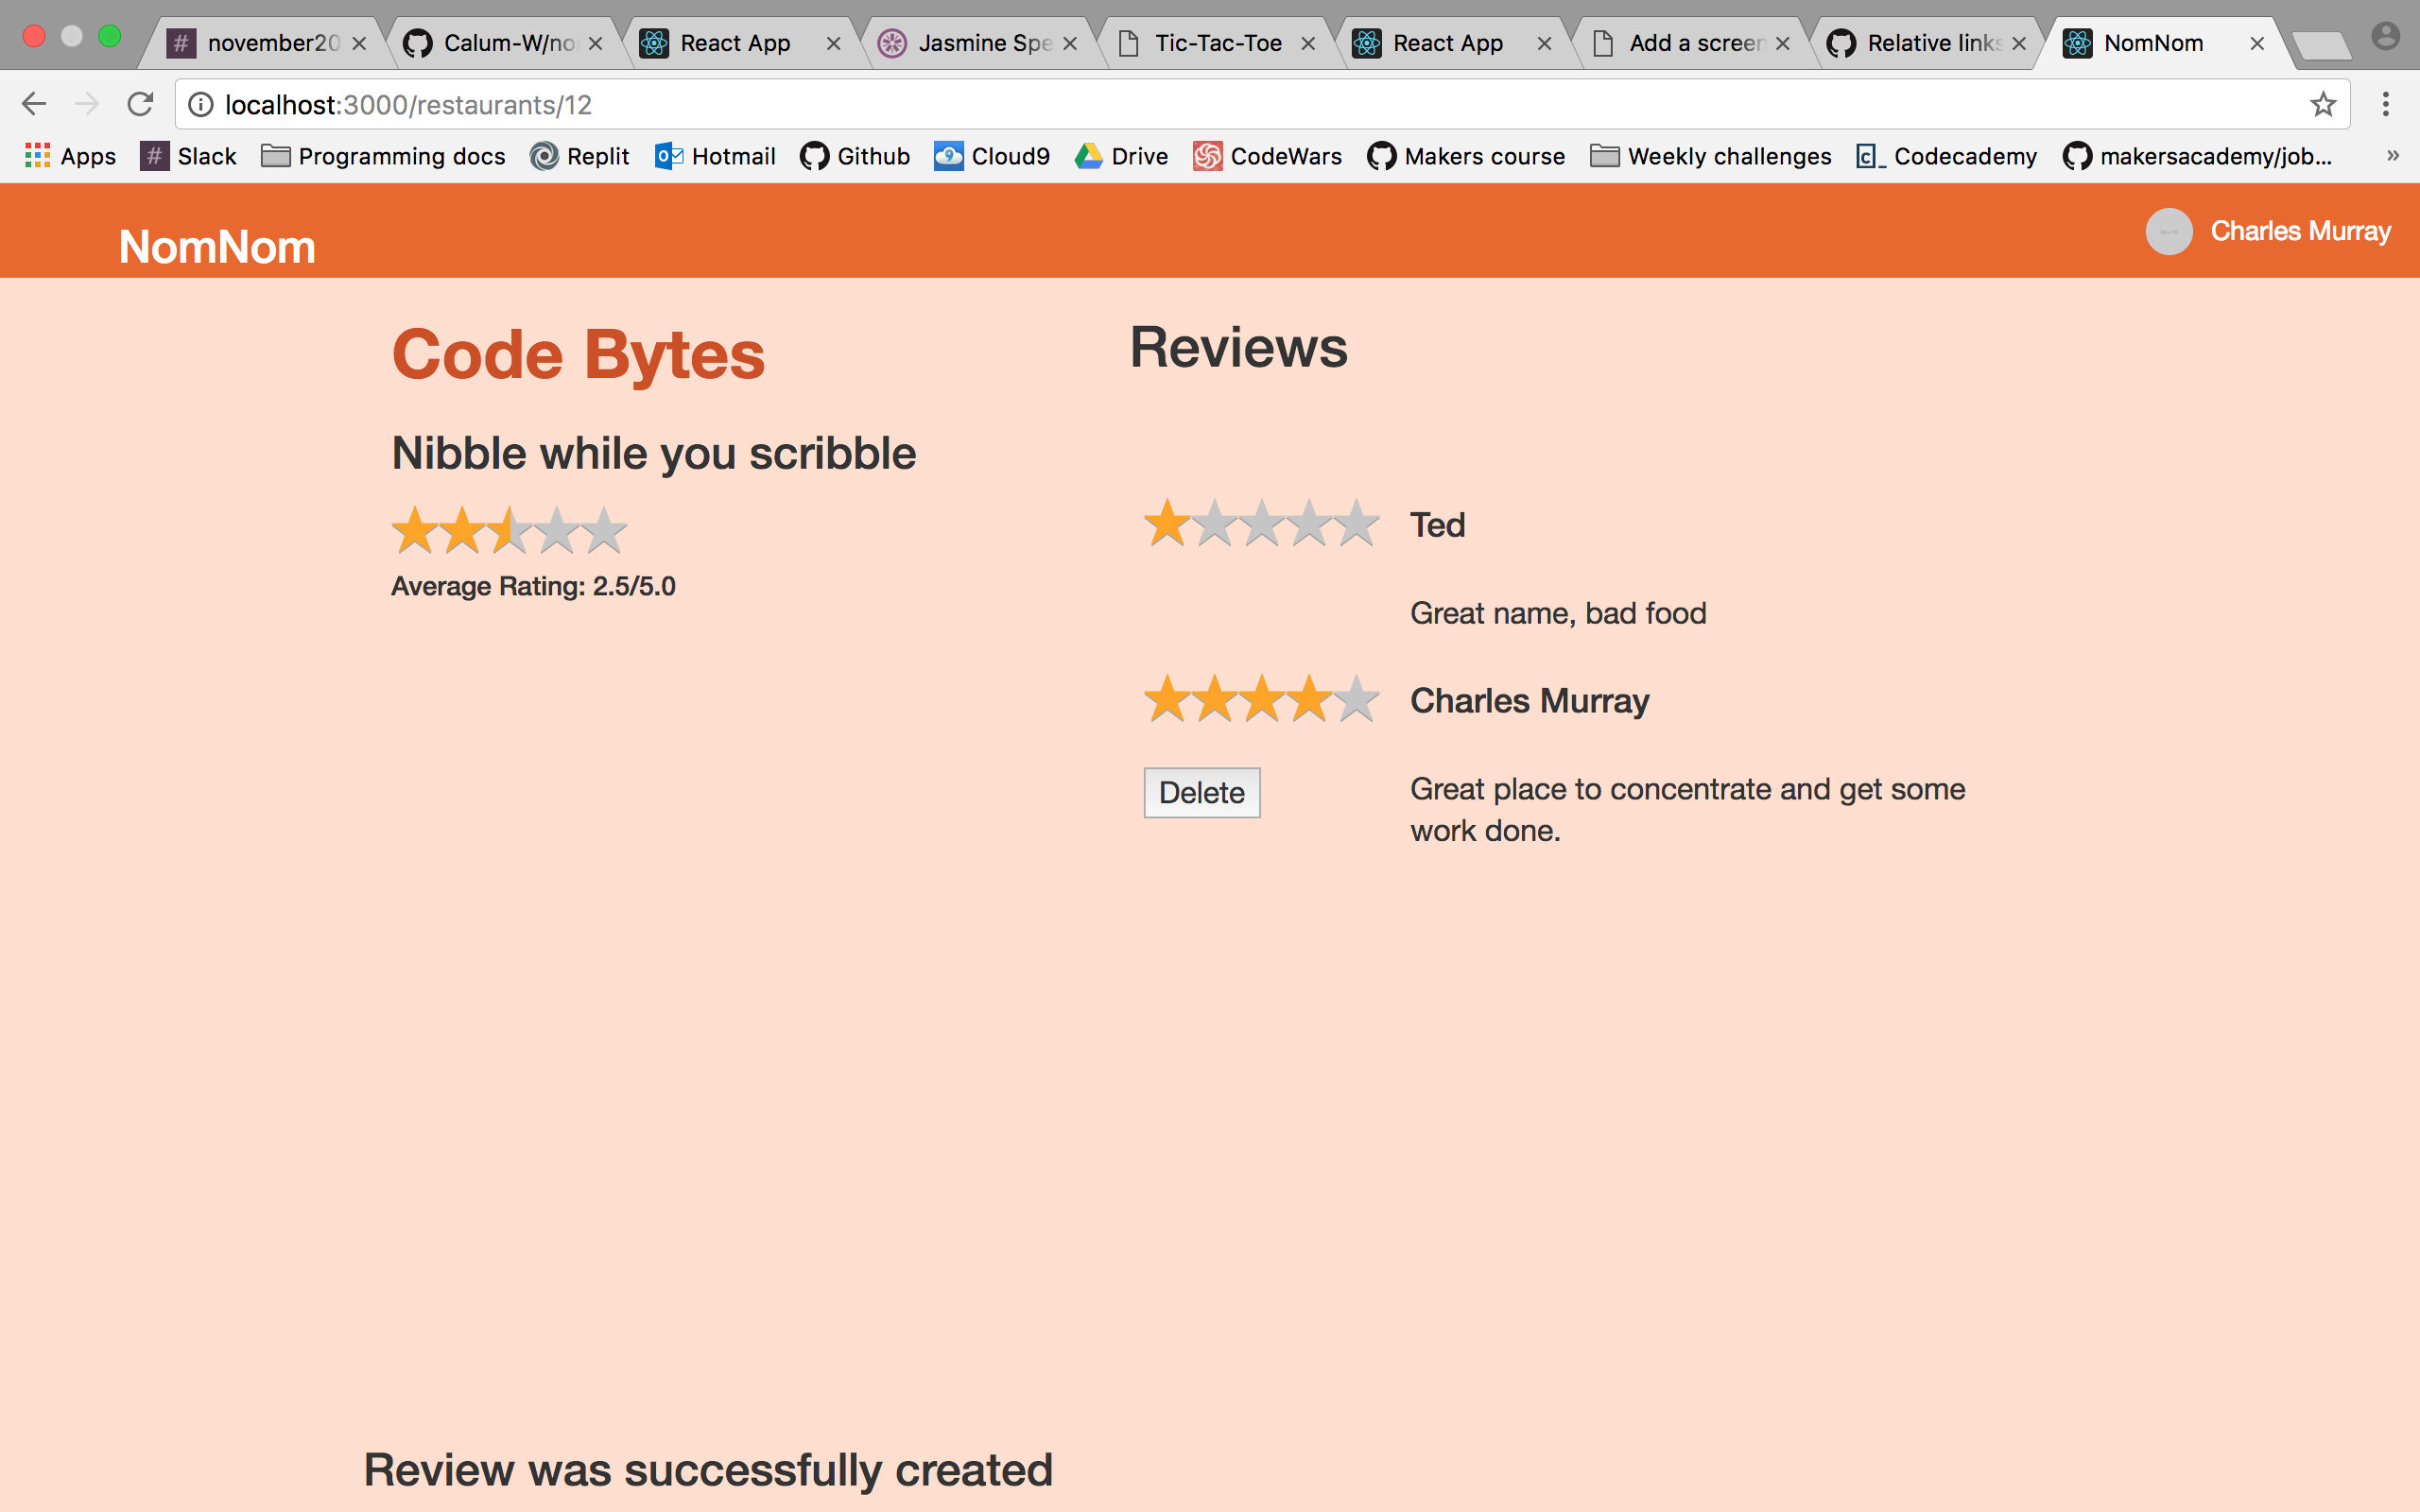 november20
Calum-W/no
React App
Jasmine Spe
Tic-Tac-Toe
React App
Add a screen
Relative links
NomNom
localhost:3000/restaurants/12
Apps
# Slack
Programming docs
Replit
Hotmail
Github
Cloud9
Drive
CodeWars
Makers course
Weekly challenges
Codecademy
makersacademy/job...
»
NomNom
Charles Murray
Code Bytes
Nibble while you scribble
Average Rating: 2.5/5.0
Reviews
Ted
Great name, bad food
Charles Murray
Delete
Great place to concentrate and get some
work done.
Review was successfully created